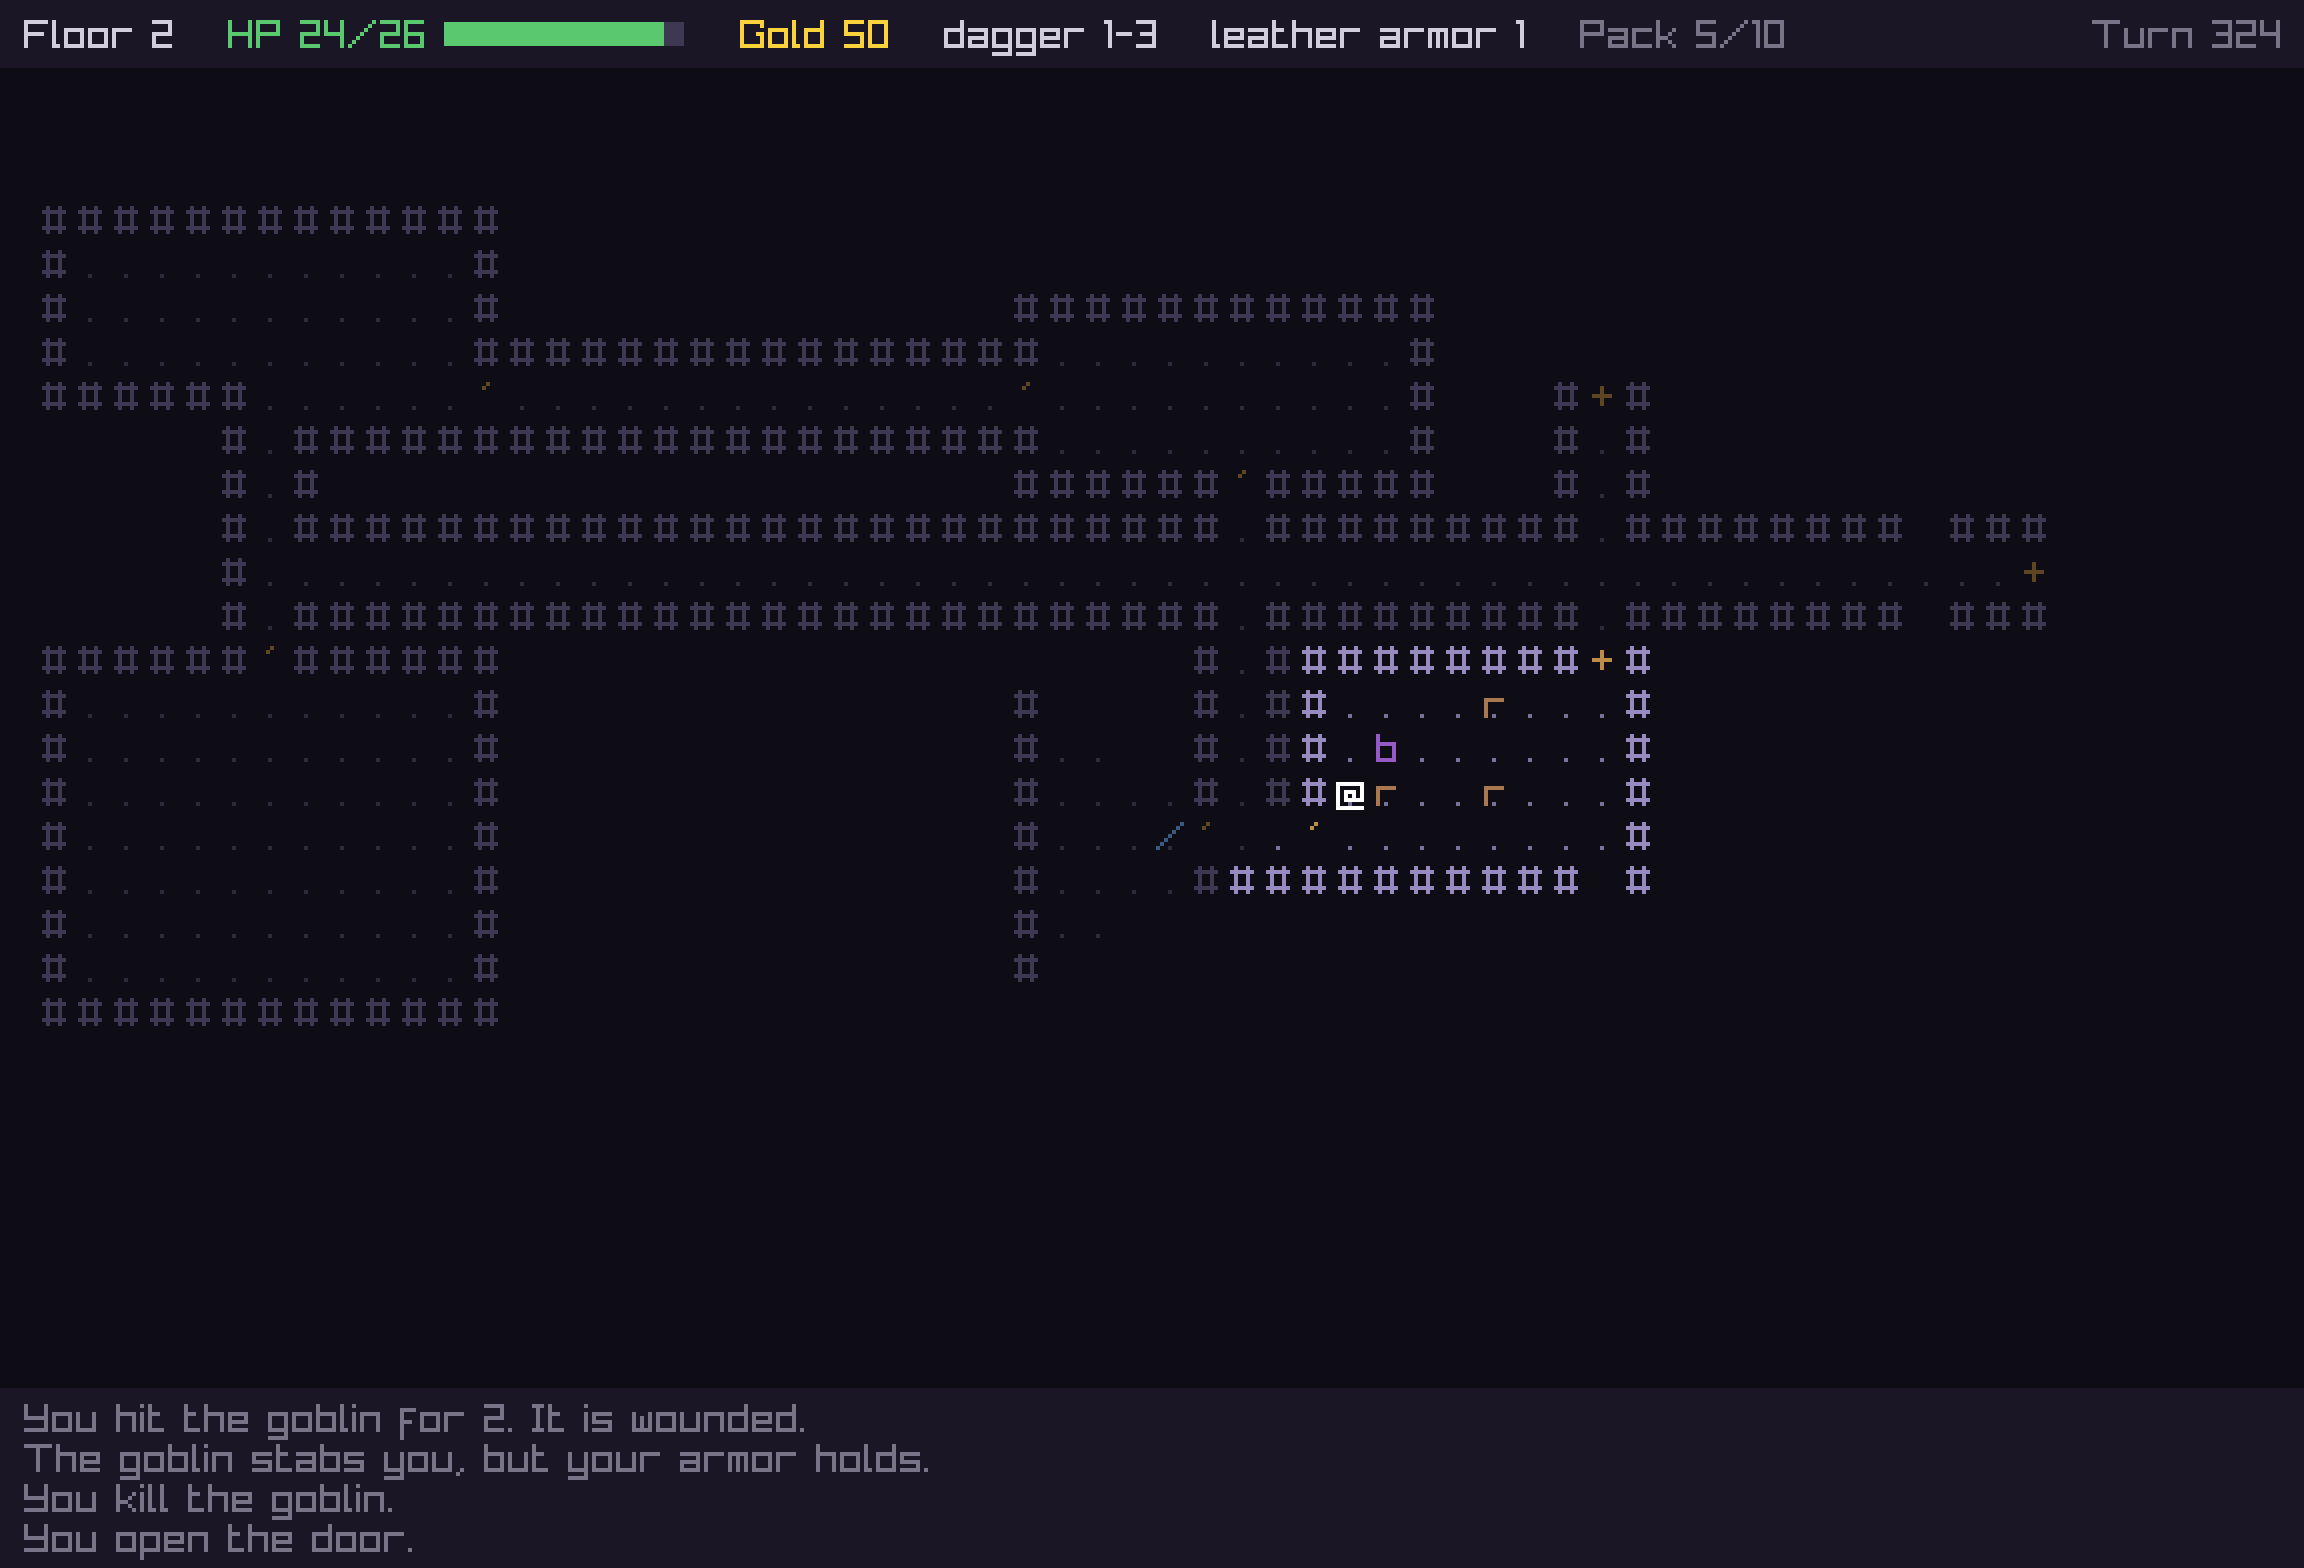 Floor 2 HP 24/26 Gold 50 dagger 1-3 leather armor 1 Pack 5/10 Turn 324
You hit the goblin for 2. It is wounded.
The goblin stabs you, but your armor holds.
You kill the goblin.
You open the door.